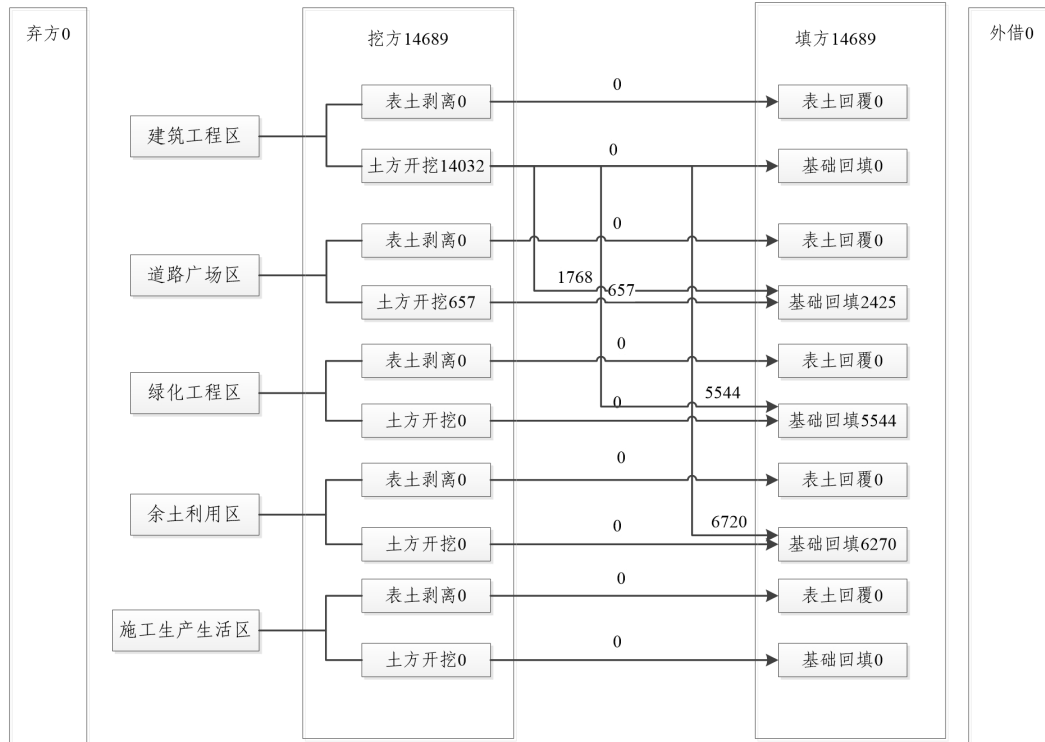 弃方0
挖方14689
填方14689
外借0
0
表土剥离0
表土回覆0
建筑工程区
0
土方开挖14032
基础回填0
0
表土剥离0
表土回覆0
道路广场区
1768
657
土方开挖657
基础回填2425
0
表土剥离0
表土回覆0
绿化工程区
5544
0
土方开挖0
基础回填5544
0
表土剥离0
表土回覆0
余土利用区
6720
0
土方开挖0
基础回填6270
0
表土剥离0
表土回覆0
施工生产生活区
0
土方开挖0
基础回填0